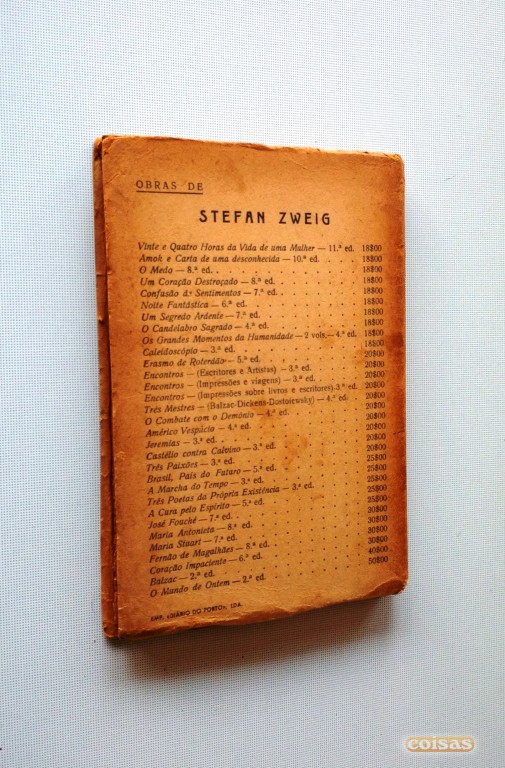 OBRAS DE
STEFAN ZWEIG
Vinte e Quatro Horas da Vida de uma Mulher — 11.ª ed. 18$00
Amok e Carta de uma desconhecida — 10.ª ed. 18$00
O Medo — 8.ª ed. 18$00
Um Coração Destroçado — 8.ª ed. 18$00
Confusão d.ª Sentimentos — 7.ª ed. 18$00
Noite Fantástica — 6.ª ed. 18$00
Um Segredo Ardente — 7.ª ed. 18$00
O Candelabro Sagrado — 4.ª ed. 18$00
Os Grandes Momentos da Humanidade — 2 vols — 4.ª ed. 18$00
Caleidoscópio — 3.ª ed. 18$00
Erasmo de Roterdão — 5.ª ed. 20$00
Encontros — (Escritores e Artistas) — 3.ª ed. 20$00
Encontros — (Impressões e viagens) — 3.ª ed. 20$00
Encontros — (Impressões sobre livros e escritores).3.ª ed. 20$00
Três Mestres — (Balzac-Dickens-Dostoiewsky) — 4.ª ed. 20$00
O Combate com o Demónio — 4.ª ed. 20$00
Américo Vespúcio — 4.ª ed. 20$00
Jeremias — 3.ª ed. 20$00
Castélio contra Calvino — 3.ª ed. 20$00
Três Paixões — 3.ª ed. 20$00
Brasil, País do Futuro — 5.ª ed. 25$00
A Marcha do Tempo — 3.ª ed. 25$00
Três Poetas da Própria Existência — 3.ª ed. 25$00
A Cura pelo Espírito — 5.ª ed. 25$00
José Fouché — 7.ª ed. 30$00
Maria Antonieta — 8.ª ed. 30$00
Maria Stuart — 7.ª ed. 30$00
Fernão de Magalhães — 8.ª ed. 30$00
Coração Impaciente — 6.ª ed. 30$00
Balzac — 2.ª ed. 40$00
O Mando de Ontem — 2.ª ed. 50$00
EMP. «DIÁRIO DO PORTO», LDA.
coisas